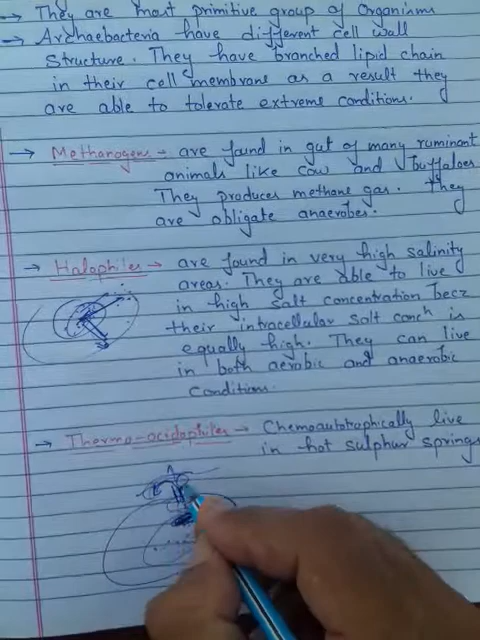 → They are most primitive group of Organisms
→ Archaebacteria have different cell wall
structure. They have branched lipid chain
in their cell membrane as a result they
are able to tolerate extreme conditions.
→ Methanogens → are found in gut of many ruminant
animals like cow and buffaloes
They produces methane gas. They
are obligate anaerobes.
→ Halophiles → are found in very high salinity
areas. They are able to live
in high salt concentration becz
their intracellular salt concn is
equally high. They can live
in both aerobic and anaerobic
conditions.
→ Thermo-acidophiles → Chemoautotrophically live
in hot sulphur springs